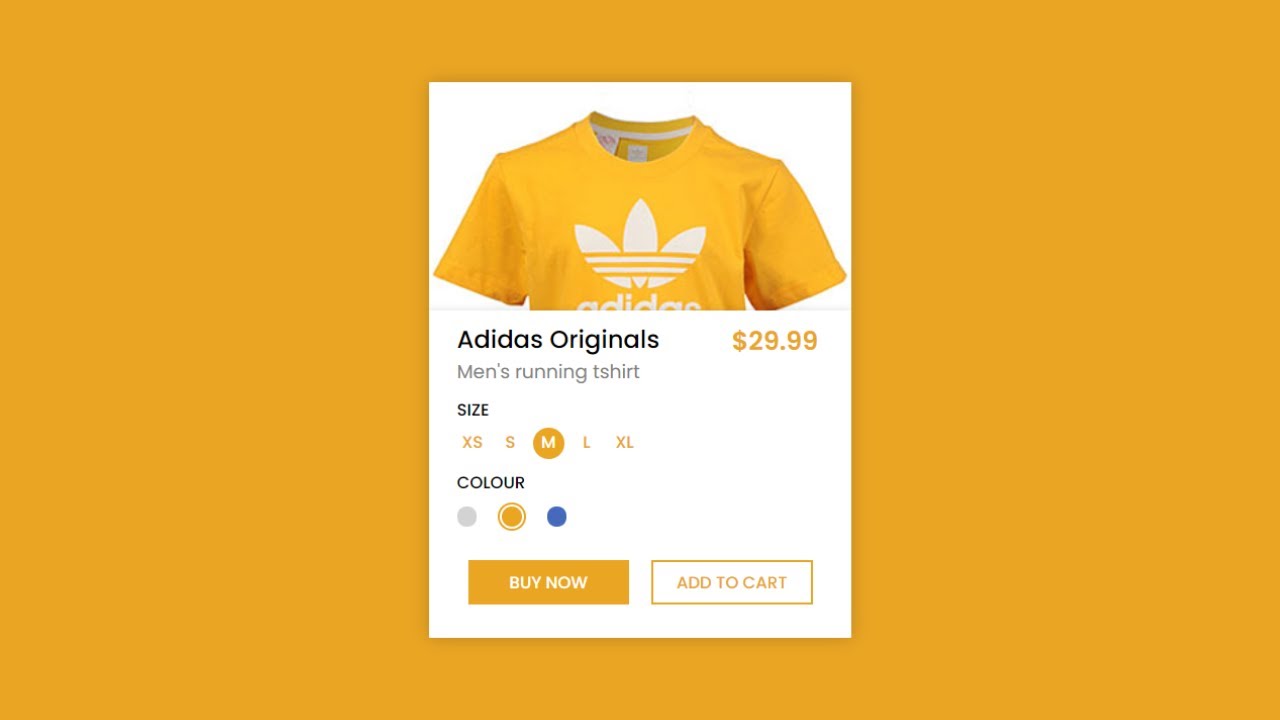 adidas
Adidas Originals
$29.99
Men's running tshirt
SIZE
XS S M L XL
COLOUR
BUY NOW
ADD TO CART